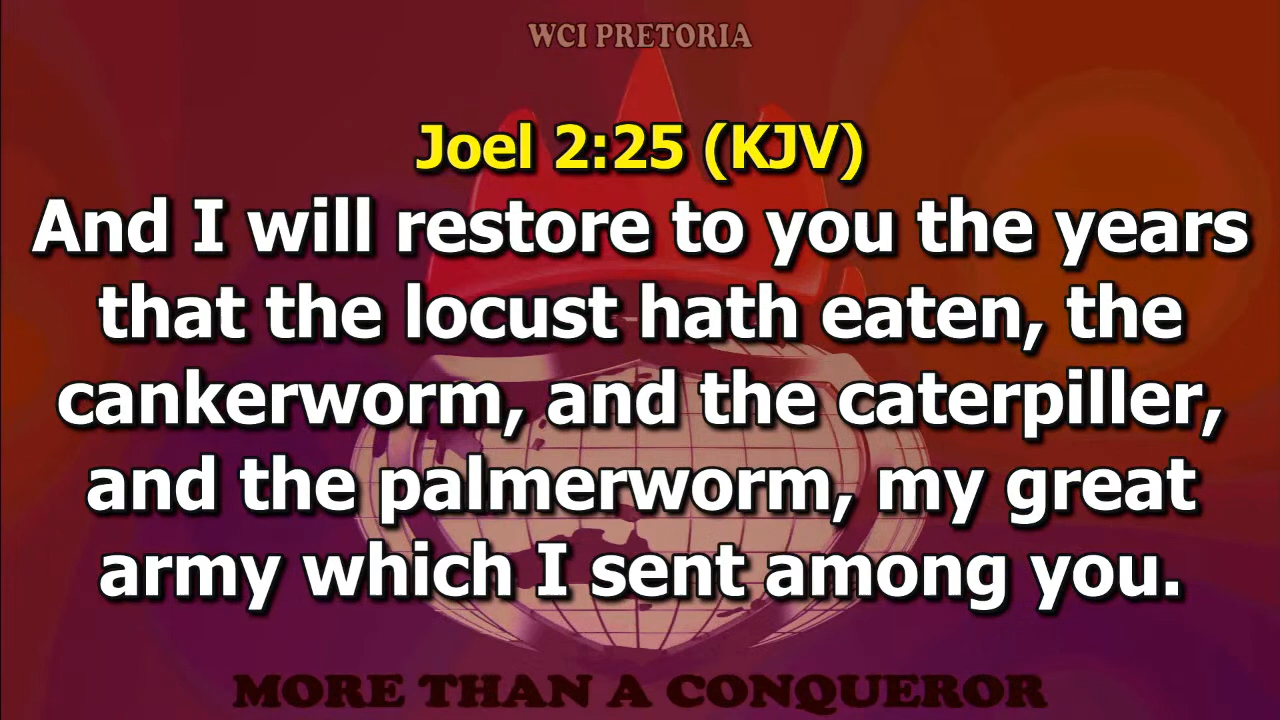 WCI PRETORIA
Joel 2:25 (KJV)
And I will restore to you the years
that the locust hath eaten, the
cankerworm, and the caterpiller,
and the palmerworm, my great
army which I sent among you.
MORE THAN A CONQUEROR